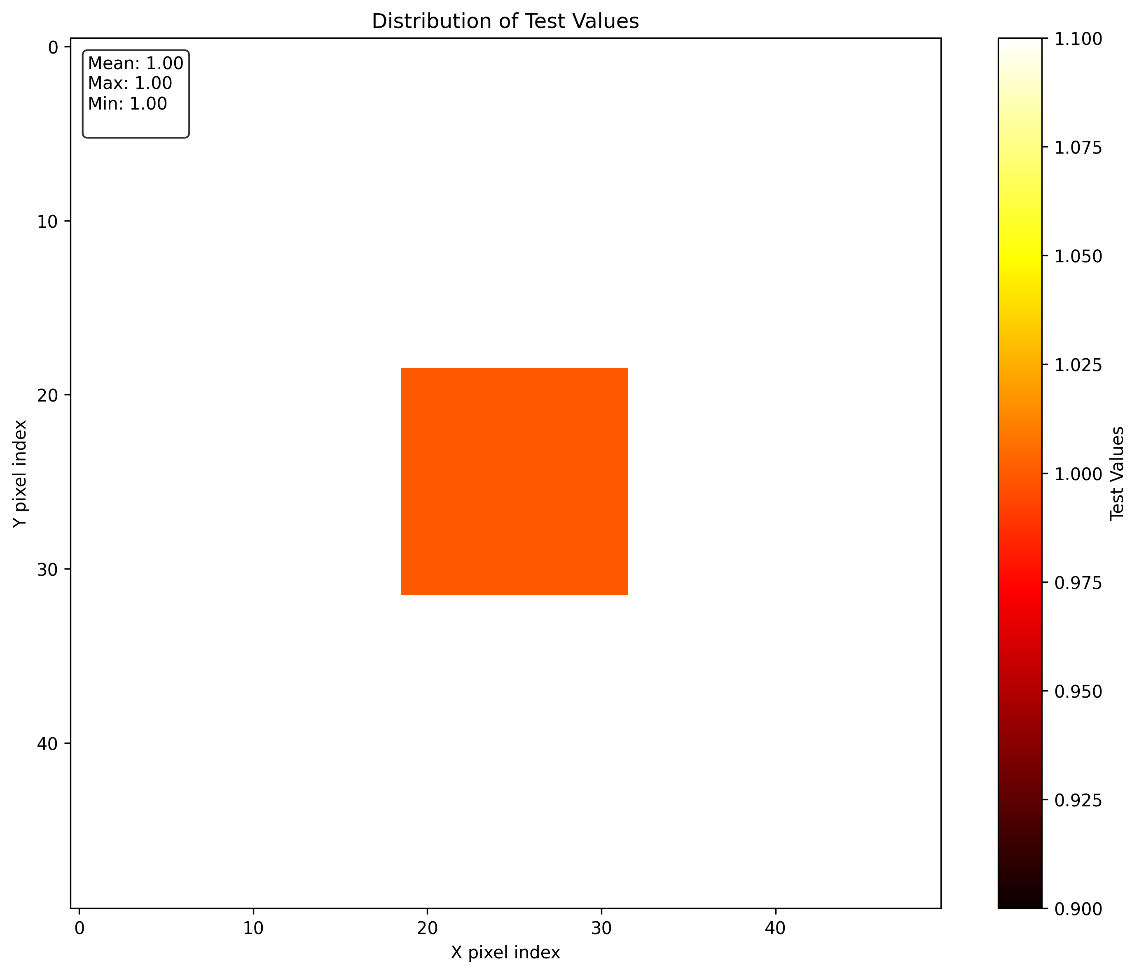 Distribution of Test Values
Mean: 1.00
Max: 1.00
Min: 1.00
0
10
20
30
40
Y pixel index
0
10
20
30
40
X pixel index
1.100
1.075
1.050
1.025
1.000
0.975
0.950
0.925
0.900
Test Values